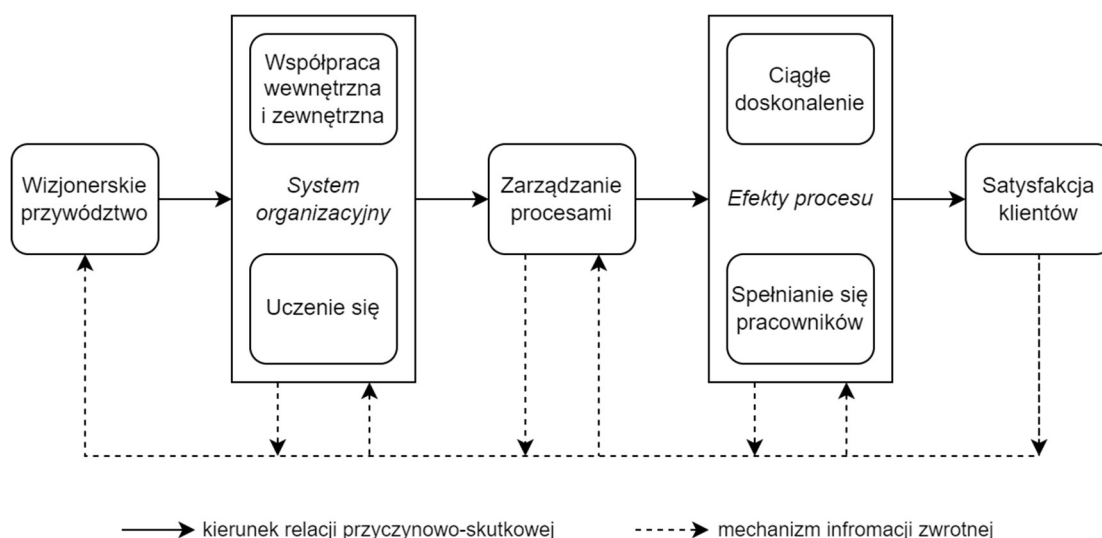 Współpraca
wewnętrzna
i zewnętrzna
Ciągłe
doskonalenie
Wizjonerskie
przywództwo
System
organizacyjny
Zarządzanie
procesami
Efekty procesu
Satysfakcja
klientów
Uczenie się
Spełnianie się
pracowników
kierunek relacji przyczynowo-skutkowej
mechanizm infromacji zwrotnej